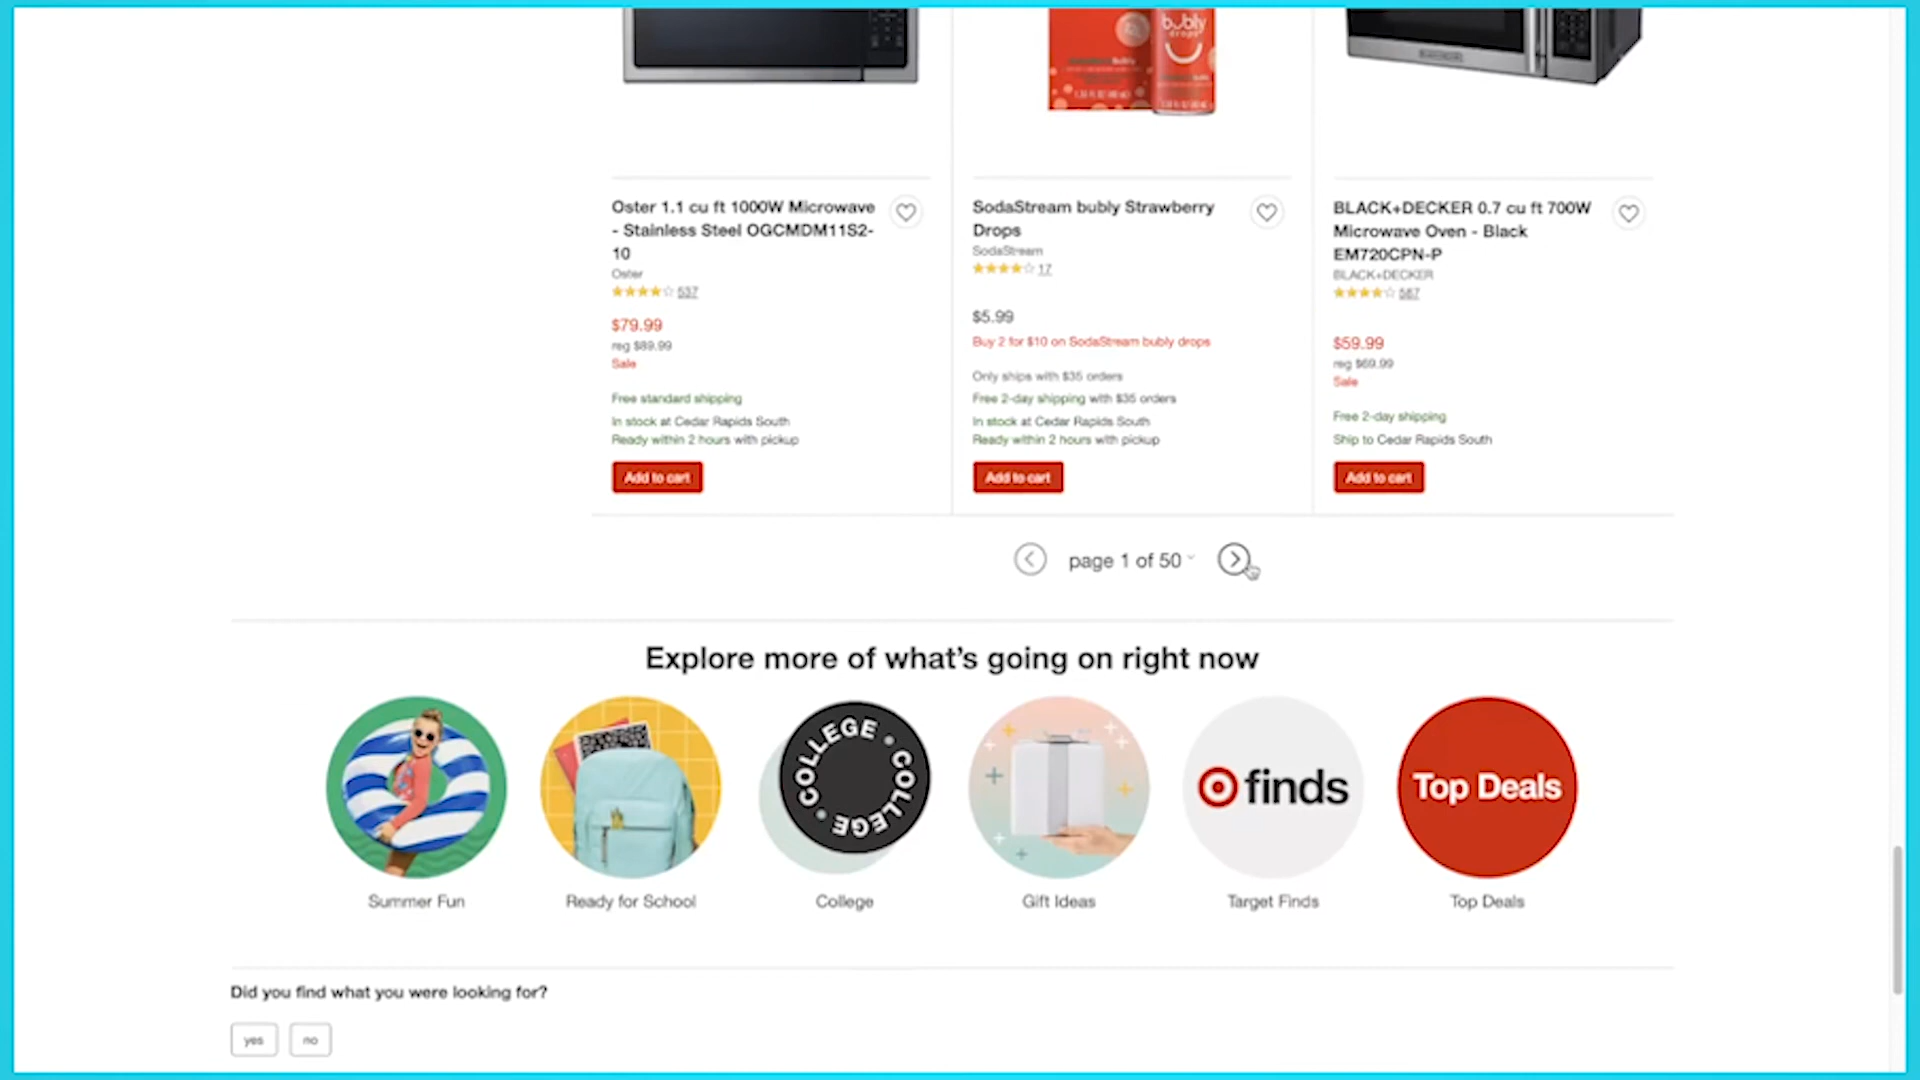 bubly
drops
Oster 1.1 cu ft 1000W Microwave
- Stainless Steel OGCMDM11S2-
10
Oster
537
$79.99
reg $89.99
Sale
Free standard shipping
In stock at Cedar Rapids South
Ready within 2 hours with pickup
Add to cart
SodaStream bubly Strawberry
Drops
SodaStream
17
$5.99
Buy 2 for $10 on SodaStream bubly drops
Only ships with $35 orders
Free 2-day shipping with $35 orders
In stock at Cedar Rapids South
Ready within 2 hours with pickup
Add to cart
BLACK+DECKER 0.7 cu ft 700W
Microwave Oven - Black
EM720CPN-P
BLACK+DECKER
567
$59.99
reg $69.99
Sale
Free 2-day shipping
Ship to Cedar Rapids South
Add to cart
page 1 of 50
Explore more of what's going on right now
COLLEGE • COLLEGE • COLLEGE
finds
Top Deals
Summer Fun
Ready for School
College
Gift Ideas
Target Finds
Top Deals
Did you find what you were looking for?
yes
no